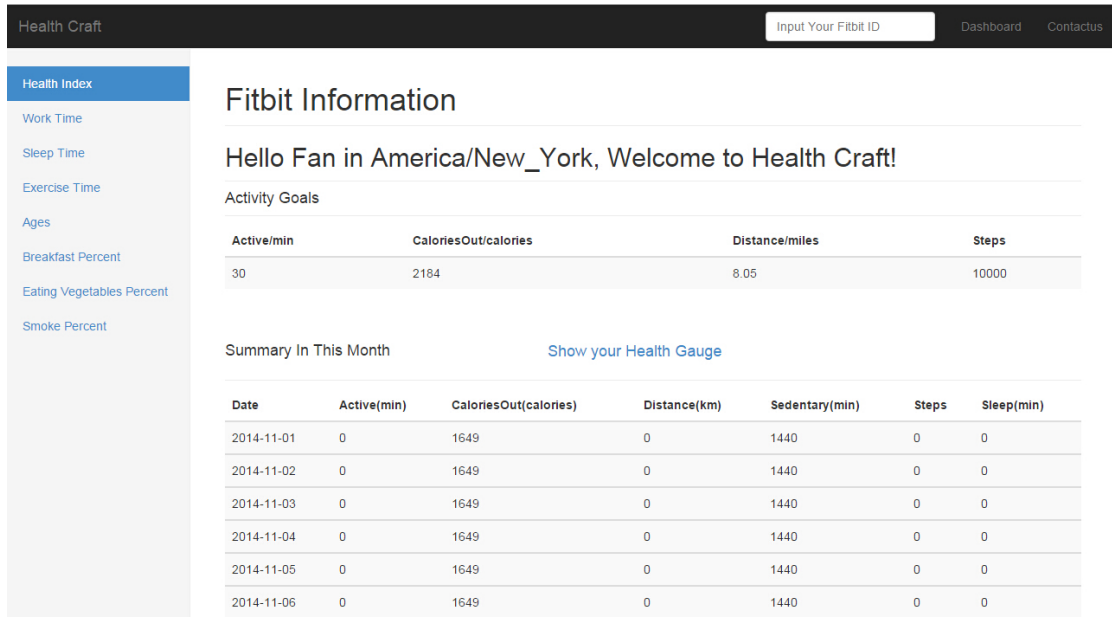 Health Craft Input Your Fitbit ID Dashboard Contactus
Health Index
Work Time
Sleep Time
Exercise Time
Ages
Breakfast Percent
Eating Vegetables Percent
Smoke Percent
Fitbit Information
Hello Fan in America/New_York, Welcome to Health Craft!
Activity Goals
Active/min CaloriesOut/calories Distance/miles Steps
30 2184 8.05 10000
Summary In This Month Show your Health Gauge
Date Active(min) CaloriesOut(calories) Distance(km) Sedentary(min) Steps Sleep(min)
2014-11-01 0 1649 0 1440 0 0
2014-11-02 0 1649 0 1440 0 0
2014-11-03 0 1649 0 1440 0 0
2014-11-04 0 1649 0 1440 0 0
2014-11-05 0 1649 0 1440 0 0
2014-11-06 0 1649 0 1440 0 0